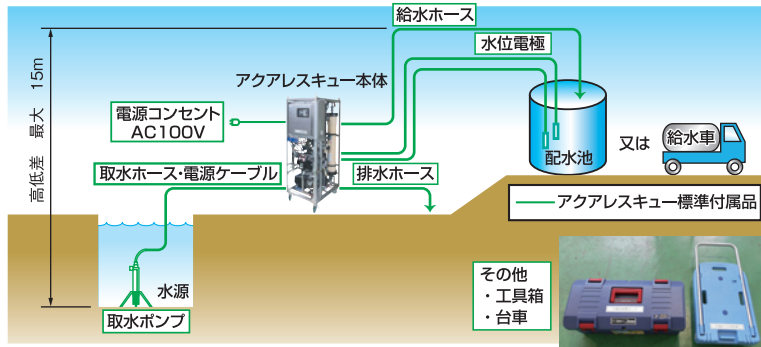 給水ホース
水位電極
アクアレスキュー本体
電源コンセント
AC100V
高低差 最大 15m
取水ホース・電源ケーブル
排水ホース
配水池
又は
給水車
アクアレスキュー標準付属品
水源
取水ポンプ
その他
・工具箱
・台車